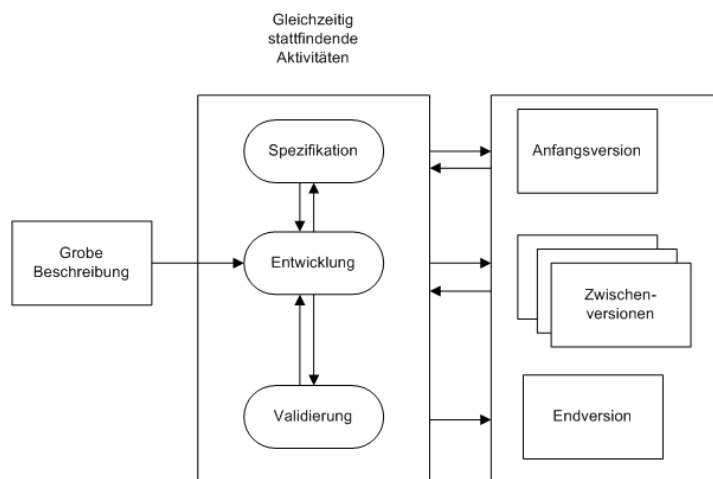 Gleichzeitig
stattfindende
Aktivitäten
Spezifikation
Anfangsversion
Grobe
Beschreibung
Entwicklung
Zwischen-
versionen
Validierung
Endversion